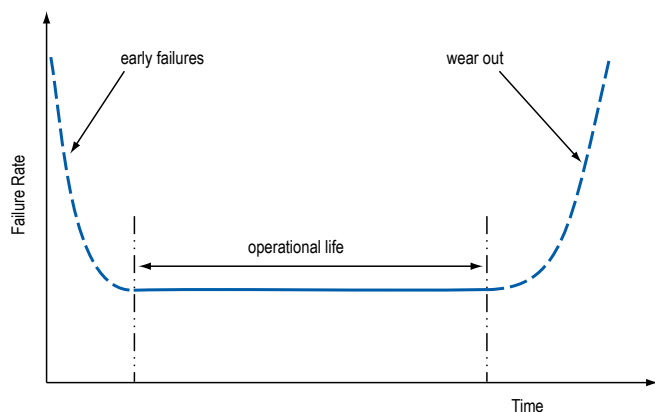 early failures
wear out
Failure Rate
operational life
Time